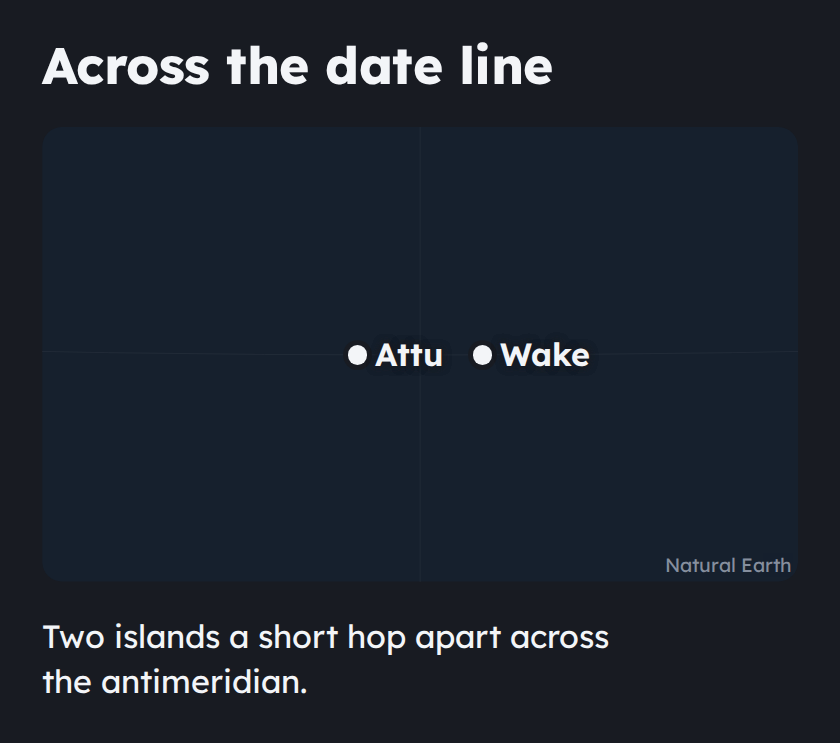 Across the date line
Attu
Wake
Natural Earth
Two islands a short hop apart across
the antimeridian.